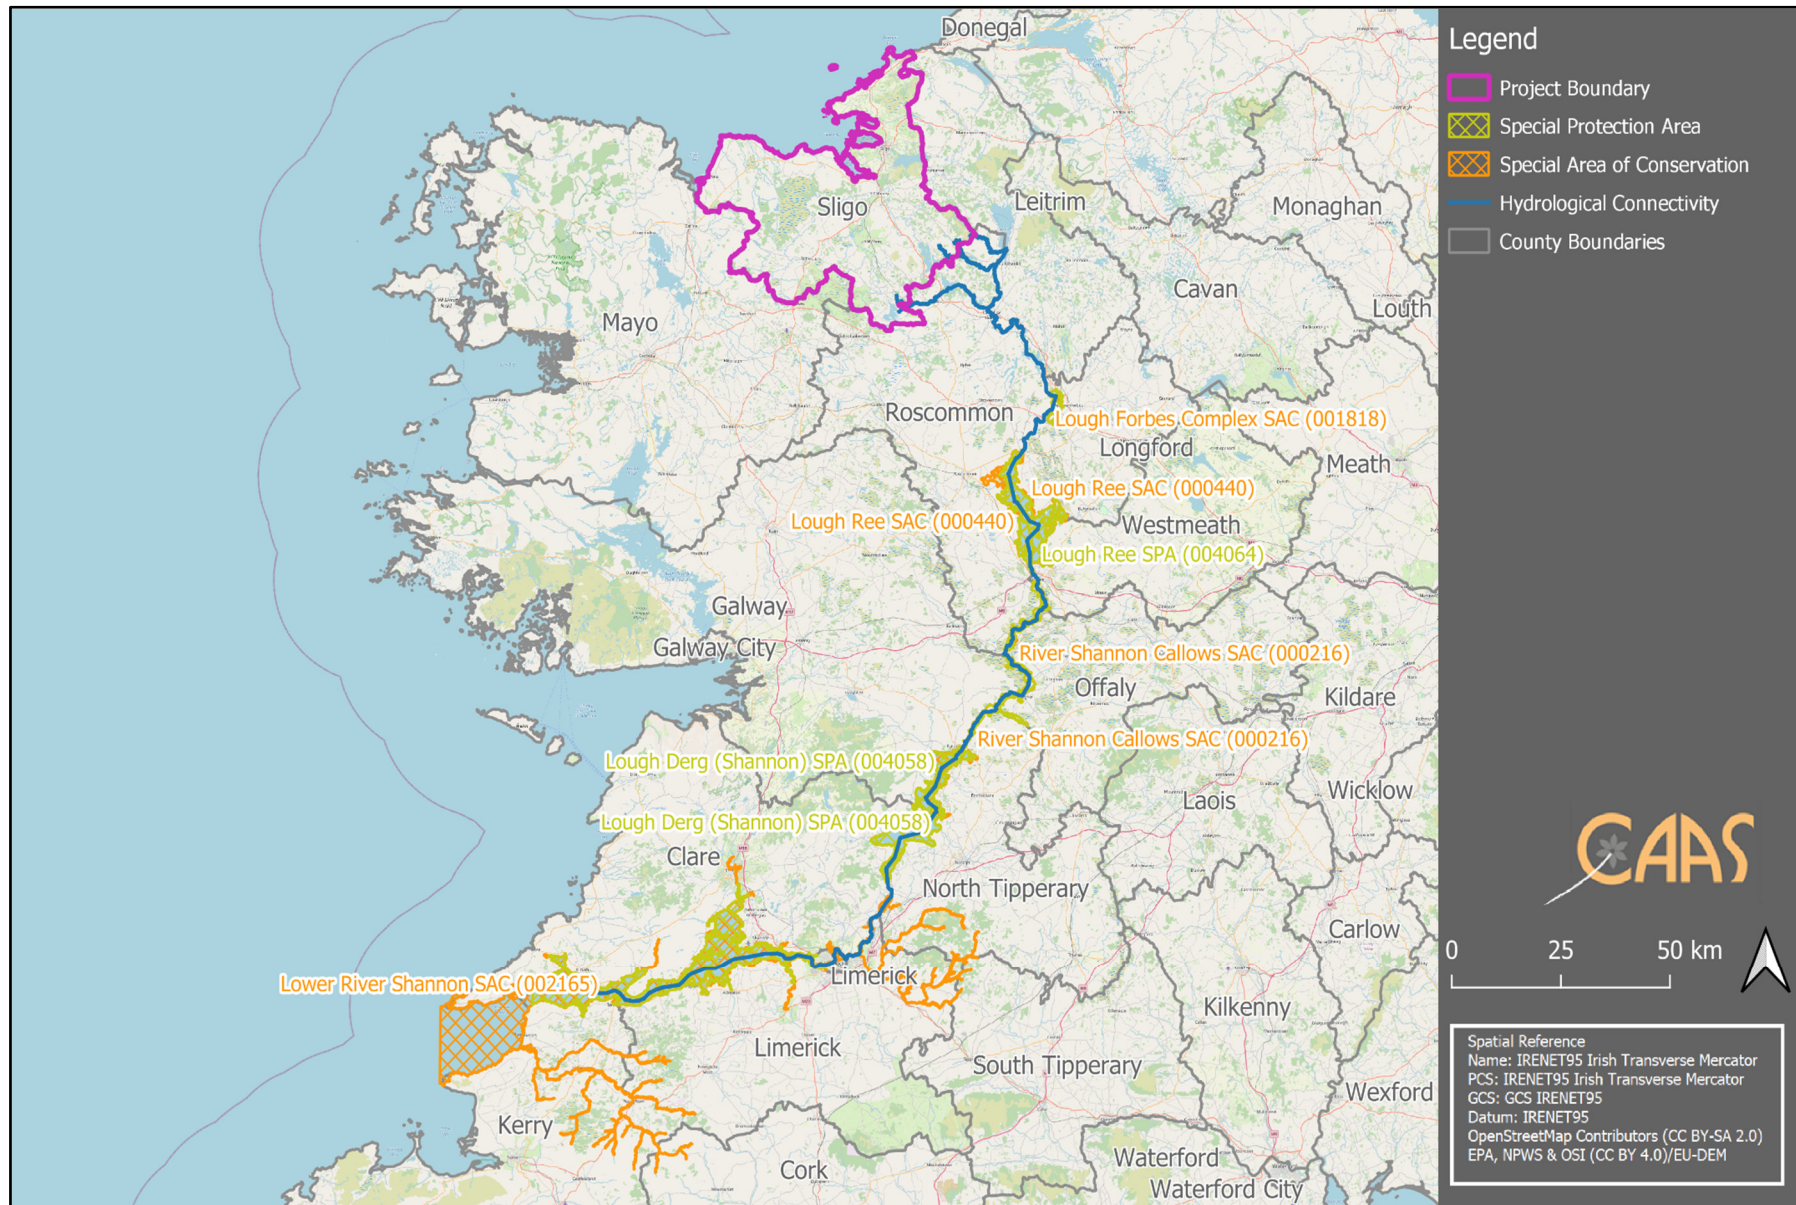 Donegal
Legend
Project Boundary
Special Protection Area
Special Area of Conservation
Hydrological Connectivity
County Boundaries
Leitrim
Sligo
Monaghan
Cavan
Louth
Mayo
Roscommon
Lough Forbes Complex SAC (001818)
Longford
Meath
Lough Ree SAC (000440)
Lough Ree SAC (000440)
Westmeath
Lough Ree SPA (004064)
Galway
Galway City
River Shannon Callows SAC (000216)
Offaly
Kildare
River Shannon Callows SAC (000216)
Lough Derg (Shannon) SPA (004058)
Laois
Wicklow
Lough Derg (Shannon) SPA (004058)
CAAS
Clare
North Tipperary
Carlow
0 25 50 km
Limerick
Lower River Shannon SAC (002165)
Kilkenny
Limerick
South Tipperary
Wexford
Kerry
Cork
Waterford
Waterford City
Spatial Reference
Name: IRENET95 Irish Transverse Mercator
PCS: IRENET95 Irish Transverse Mercator
GCS: GCS IRENET95
Datum: IRENET95
OpenStreetMap Contributors (CC BY-SA 2.0)
EPA, NPWS & OSI (CC BY 4.0)/EU-DEM